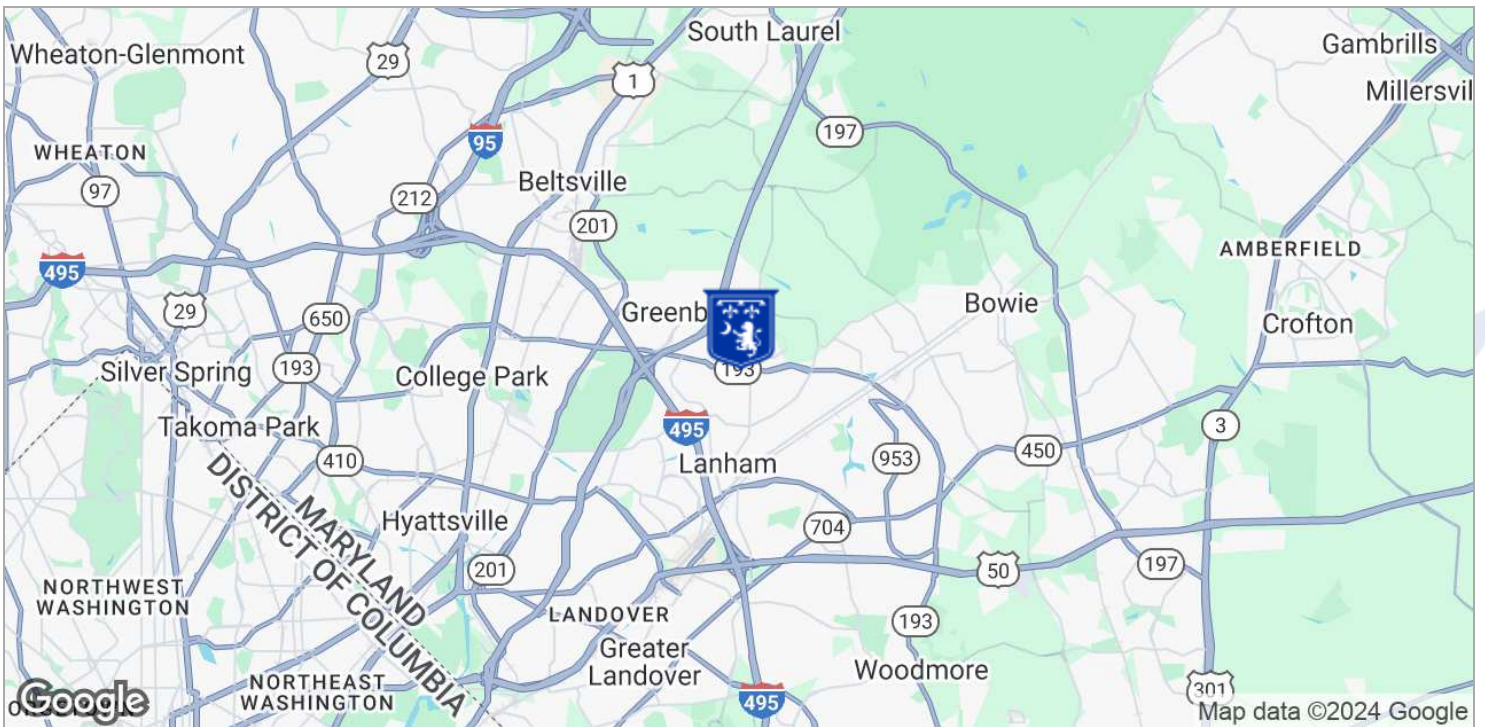 South Laurel
Wheaton-Glenmont
29
Gambrills
1
Millersvil
197
95
WHEATON
97
Beltsville
212
201
AMBERFIELD
495
29
Greenb
Bowie
650
Crofton
Silver Spring
193
College Park
193
Takoma Park
495
3
410
Lanham
953
450
DISTRICT OF COLUMBIA
MARYLAND
Hyattsville
704
201
50
197
NORTHWEST
WASHINGTON
LANDOVER
193
Greater
Landover
Woodmore
NORTHEAST
WASHINGTON
495
301
Google
Map data ©2024 Google